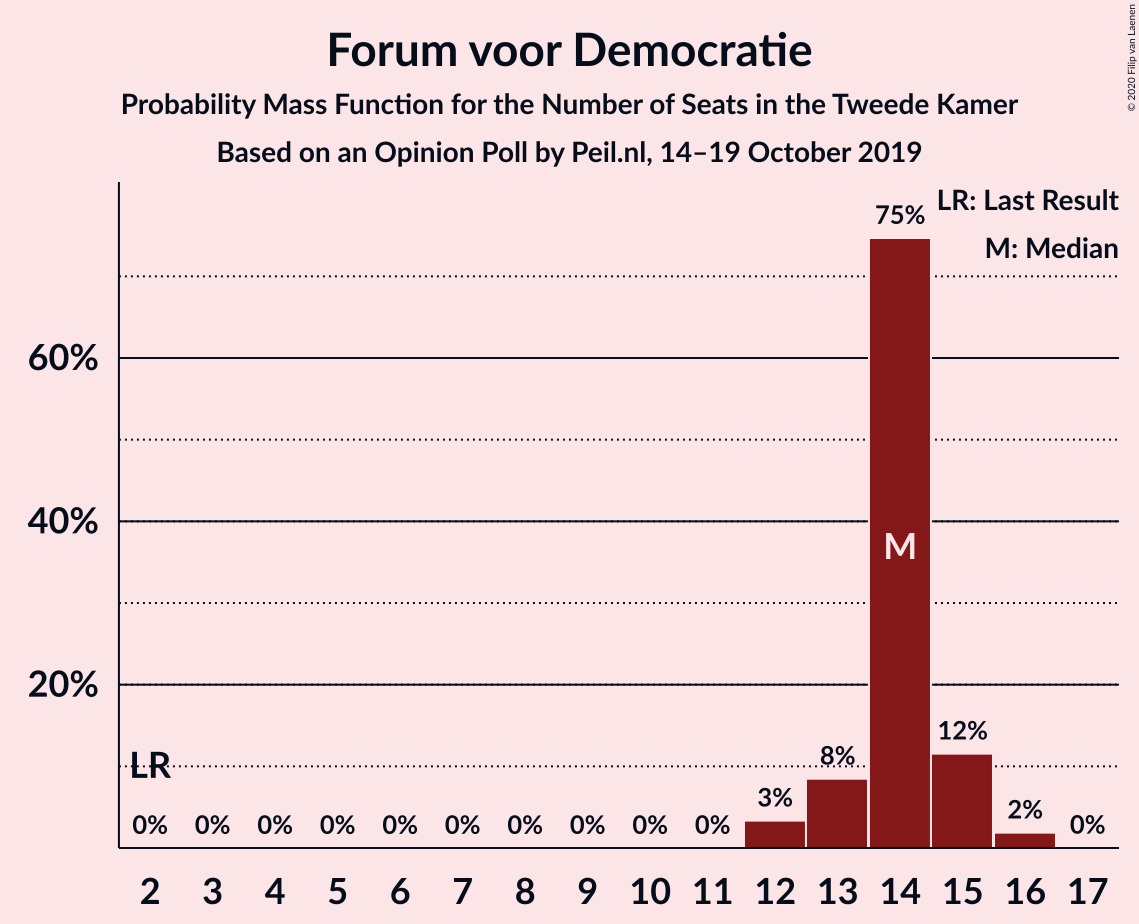 Forum voor Democratie
Probability Mass Function for the Number of Seats in the Tweede Kamer
Based on an Opinion Poll by Peil.nl, 14–19 October 2019
© 2020 Filip van Laenen
LR: Last Result
M: Median
75%
60%
40%
M
20%
12%
LR
8%
3%
2%
0% 0% 0% 0% 0% 0% 0% 0% 0% 0% 0%
2 3 4 5 6 7 8 9 10 11 12 13 14 15 16 17